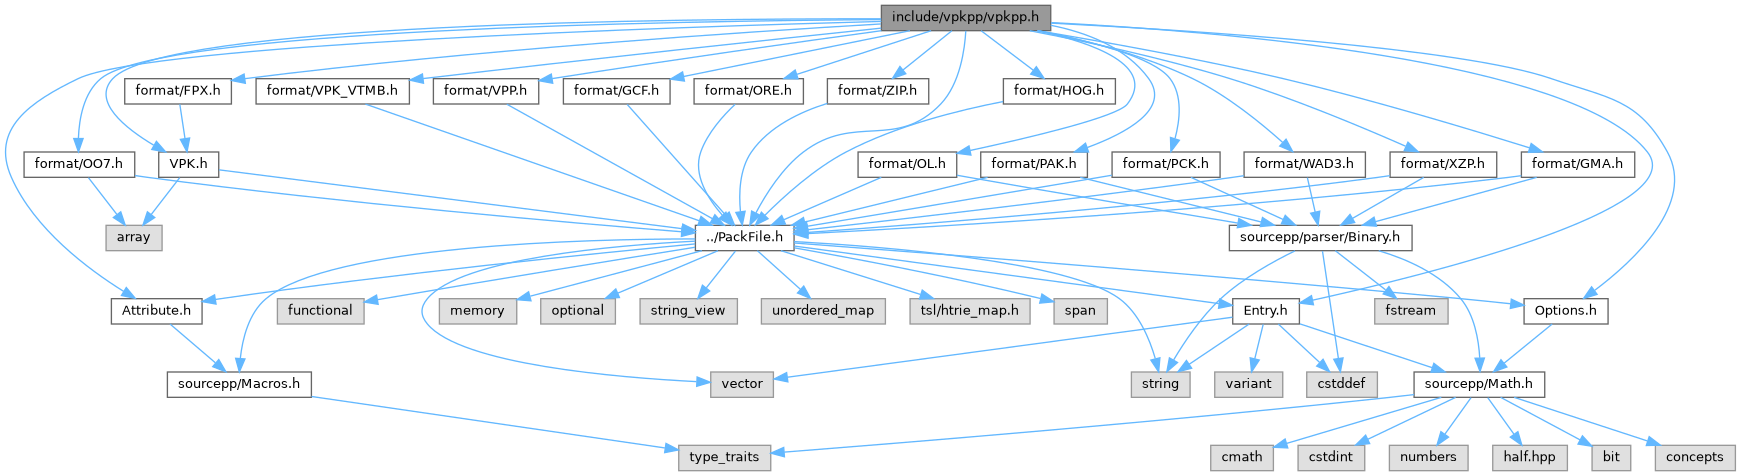 include/vpkpp/vpkpp.h
format/FPX.h
format/VPK_VTMB.h
format/VPP.h
format/GCF.h
format/ORE.h
format/ZIP.h
format/HOG.h
format/OO7.h
VPK.h
format/OL.h
format/PAK.h
format/PCK.h
format/WAD3.h
format/XZP.h
format/GMA.h
array
../PackFile.h
sourcepp/parser/Binary.h
Attribute.h
functional
memory
optional
string_view
unordered_map
tsl/htrie_map.h
span
Entry.h
fstream
Options.h
sourcepp/Macros.h
vector
string
variant
cstddef
sourcepp/Math.h
type_traits
cmath
cstdint
numbers
half.hpp
bit
concepts